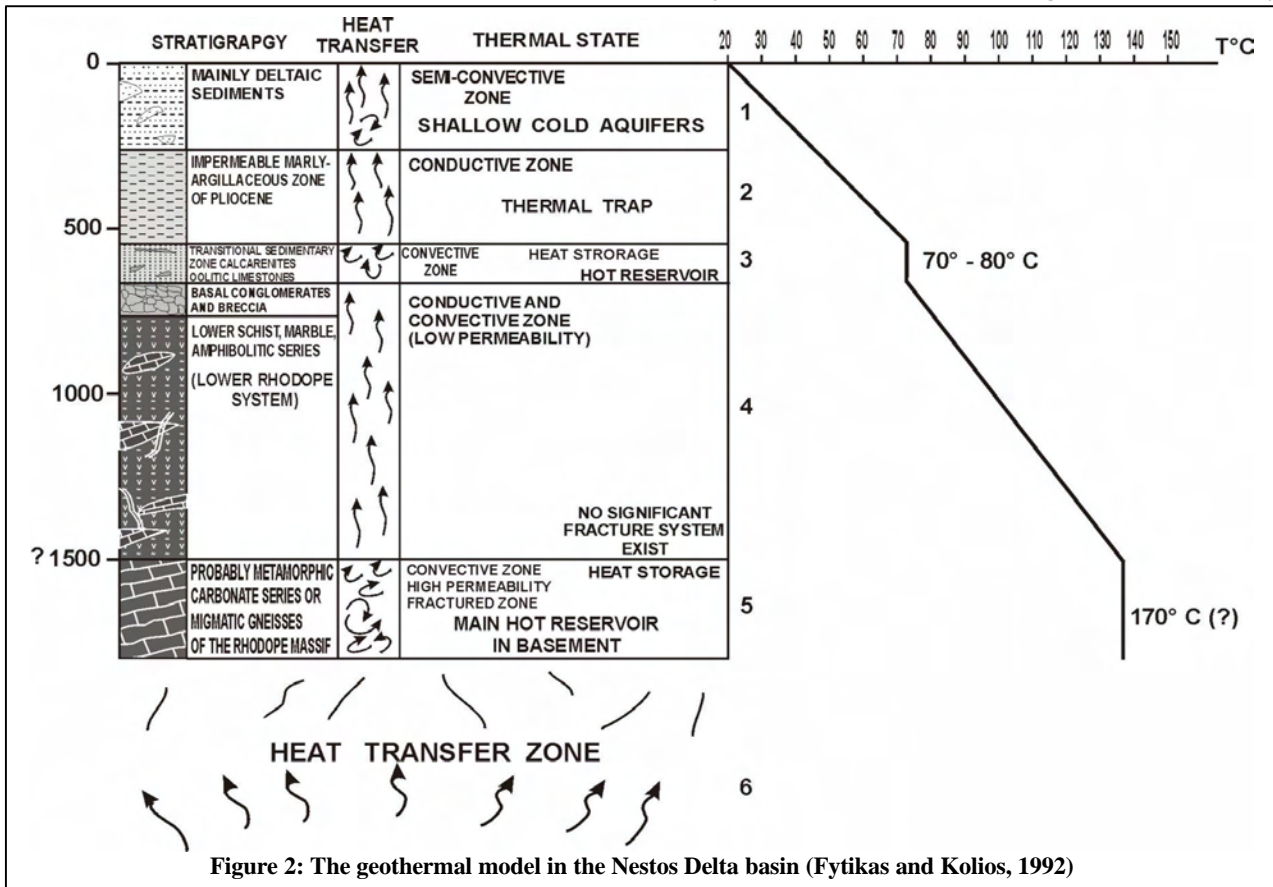 STRATIGRAPGY
HEAT
TRANSFER
THERMAL STATE
20 30 40 50 60 70 80 90 100 110 120 130 140 150 T°C
0
MAINLY DELTAIC
SEDIMENTS
SEMI-CONVECTIVE
ZONE
SHALLOW COLD AQUIFERS
1
IMPERMEABLE MARLY-
ARGILLACEOUS ZONE
OF PLIOCENE
CONDUCTIVE ZONE
THERMAL TRAP
2
500
TRANSITIONAL SEDIMENTARY
ZONE CALCARENITES
OOLITIC LIMESTONES
CONVECTIVE
ZONE
HEAT STRORAGE
HOT RESERVOIR
3
70° - 80° C
BASAL CONGLOMERATES
AND BRECCIA
CONDUCTIVE AND
CONVECTIVE ZONE
(LOW PERMEABILITY)
LOWER SCHIST, MARBLE,
AMPHIBOLITIC SERIES
(LOWER RHODOPE
SYSTEM)
1000
4
NO SIGNIFICANT
FRACTURE SYSTEM
EXIST
? 1500
PROBABLY METAMORPHIC
CARBONATE SERIES OR
MIGMATIC GNEISSES
OF THE RHODOPE MASSIF
CONVECTIVE ZONE
HIGH PERMEABILITY
FRACTURED ZONE
HEAT STORAGE
MAIN HOT RESERVOIR
IN BASEMENT
5
170° C (?)
HEAT TRANSFER ZONE
6
Figure 2: The geothermal model in the Nestos Delta basin (Fytikas and Kolios, 1992)